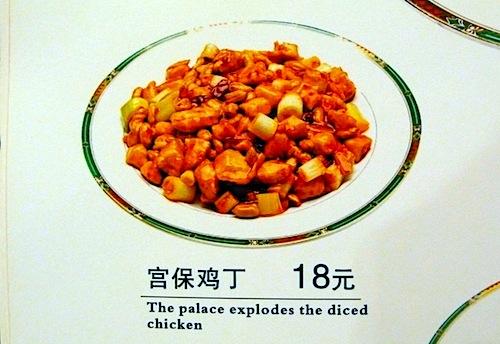 宫保鸡丁 18元
The palace explodes the diced
chicken